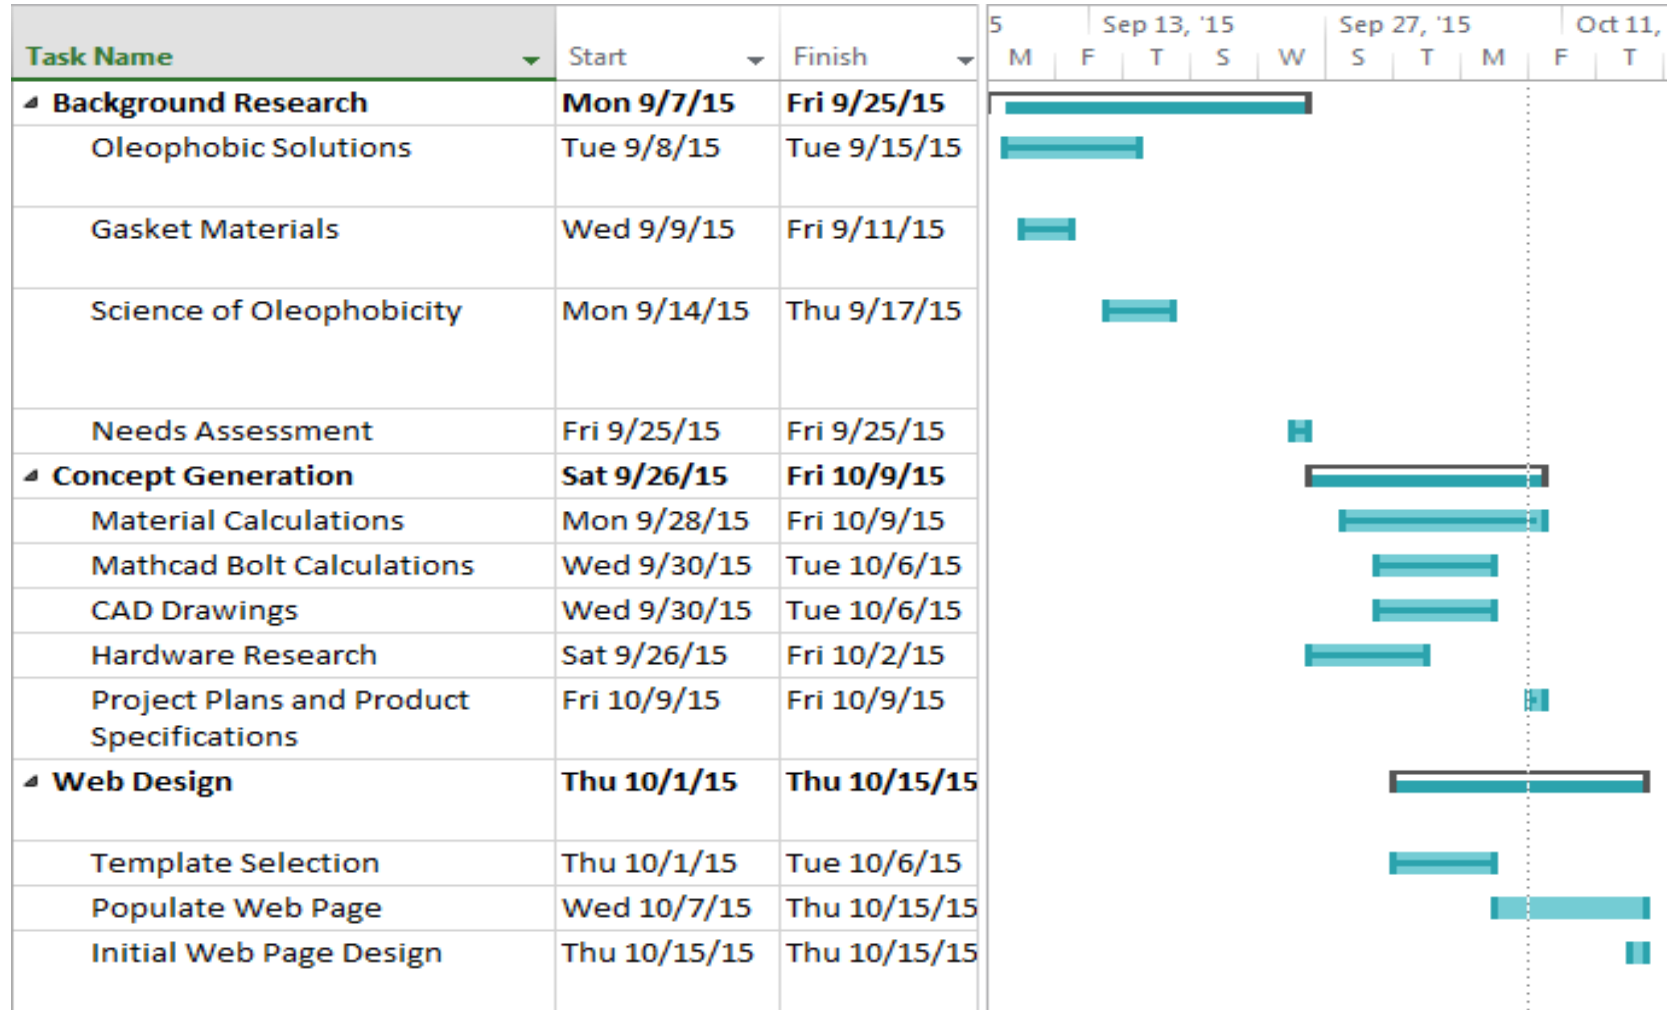 5 Sep 13, '15 Sep 27, '15 Oct 11,
Task Name Start Finish M F T S W S T M F T
Background Research Mon 9/7/15 Fri 9/25/15
Oleophobic Solutions Tue 9/8/15 Tue 9/15/15
Gasket Materials Wed 9/9/15 Fri 9/11/15
Science of Oleophobicity Mon 9/14/15 Thu 9/17/15
Needs Assessment Fri 9/25/15 Fri 9/25/15
Concept Generation Sat 9/26/15 Fri 10/9/15
Material Calculations Mon 9/28/15 Fri 10/9/15
Mathcad Bolt Calculations Wed 9/30/15 Tue 10/6/15
CAD Drawings Wed 9/30/15 Tue 10/6/15
Hardware Research Sat 9/26/15 Fri 10/2/15
Project Plans and Product Fri 10/9/15 Fri 10/9/15
Specifications
Web Design Thu 10/1/15 Thu 10/15/15
Template Selection Thu 10/1/15 Tue 10/6/15
Populate Web Page Wed 10/7/15 Thu 10/15/15
Initial Web Page Design Thu 10/15/15 Thu 10/15/15